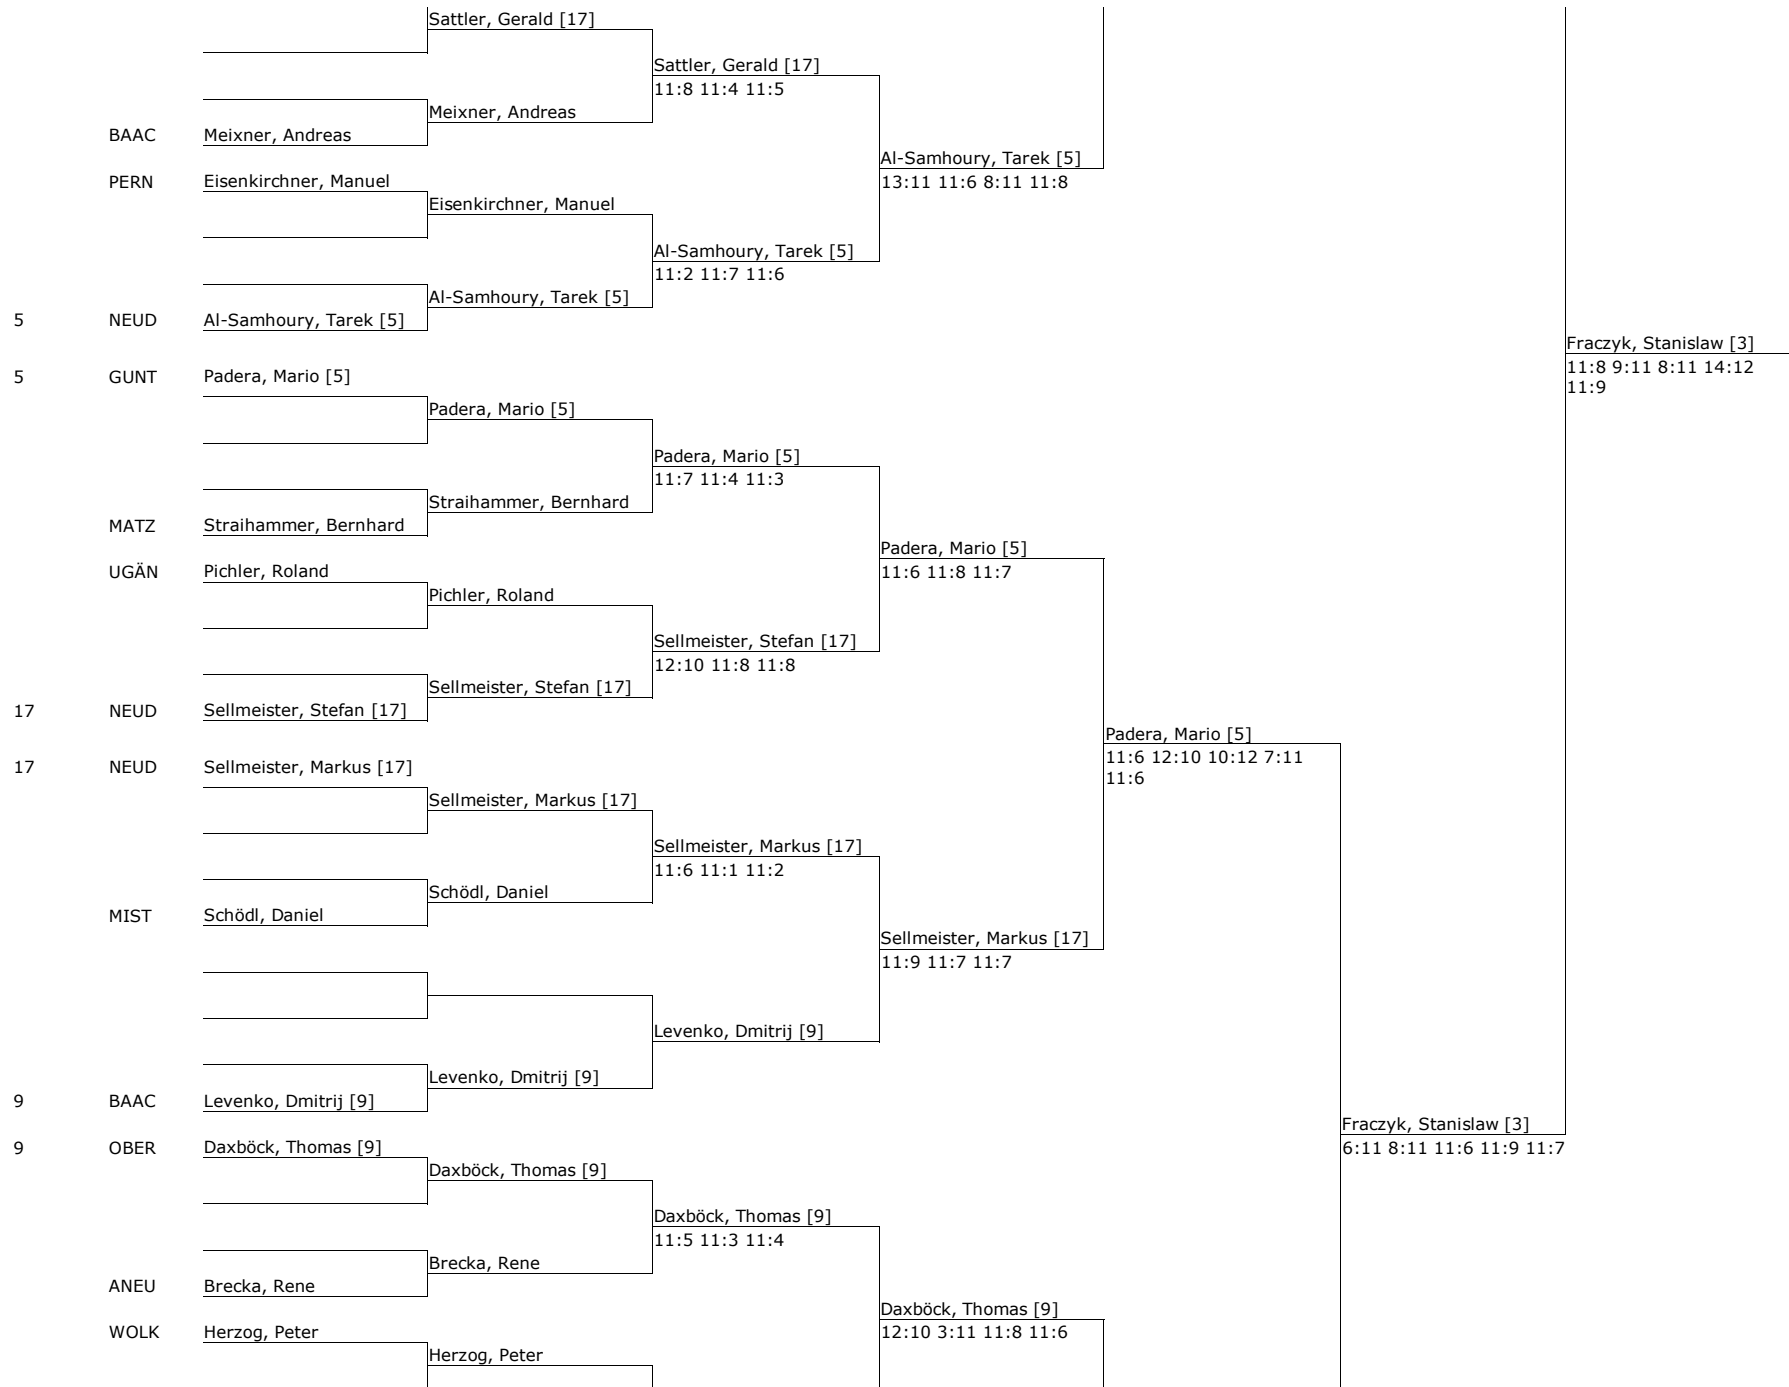 Sattler, Gerald [17]
Sattler, Gerald [17]
11:8 11:4 11:5
Meixner, Andreas
BAAC Meixner, Andreas
Al-Samhoury, Tarek [5]
13:11 11:6 8:11 11:8
PERN Eisenkirchner, Manuel
Eisenkirchner, Manuel
Al-Samhoury, Tarek [5]
11:2 11:7 11:6
Al-Samhoury, Tarek [5]
5 NEUD Al-Samhoury, Tarek [5]
Fraczyk, Stanislaw [3]
11:8 9:11 8:11 14:12
11:9
5 GUNT Padera, Mario [5]
Padera, Mario [5]
Padera, Mario [5]
11:7 11:4 11:3
Straihammer, Bernhard
MATZ Straihammer, Bernhard
Padera, Mario [5]
11:6 11:8 11:7
UGÄN Pichler, Roland
Pichler, Roland
Sellmeister, Stefan [17]
12:10 11:8 11:8
Sellmeister, Stefan [17]
17 NEUD Sellmeister, Stefan [17]
Padera, Mario [5]
11:6 12:10 10:12 7:11
11:6
17 NEUD Sellmeister, Markus [17]
Sellmeister, Markus [17]
Sellmeister, Markus [17]
11:6 11:1 11:2
Schödl, Daniel
MIST Schödl, Daniel
Sellmeister, Markus [17]
11:9 11:7 11:7
Levenko, Dmitrij [9]
Levenko, Dmitrij [9]
9 BAAC Levenko, Dmitrij [9]
Fraczyk, Stanislaw [3]
6:11 8:11 11:6 11:9 11:7
9 OBER Daxböck, Thomas [9]
Daxböck, Thomas [9]
Daxböck, Thomas [9]
11:5 11:3 11:4
Brecka, Rene
ANEU Brecka, Rene
Daxböck, Thomas [9]
12:10 3:11 11:8 11:6
WOLK Herzog, Peter
Herzog, Peter